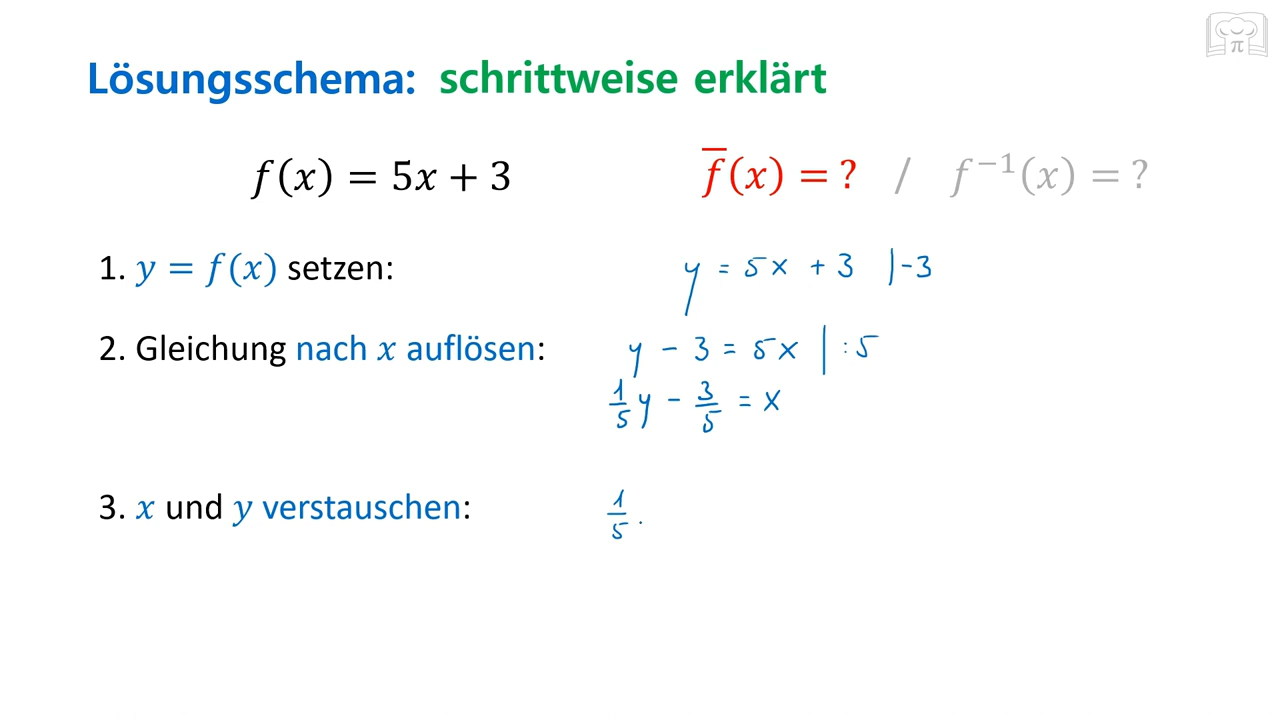 Lösungsschema: schrittweise erklärt
f(x) = 5x + 3 f̅(x) = ? / f⁻¹(x) = ?
1. y = f(x) setzen: y = 5x + 3 |-3
2. Gleichung nach x auflösen: y - 3 = 5x | :5
1/5 y - 3/5 = x
3. x und y verstauschen: 1/5 .
π